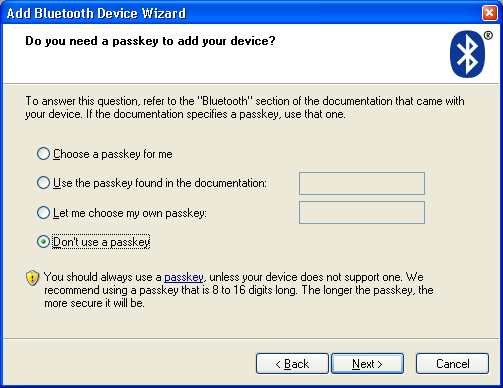 Add Bluetooth Device Wizard
Do you need a passkey to add your device?
®
To answer this question, refer to the "Bluetooth" section of the documentation that came with
your device. If the documentation specifies a passkey, use that one.
Choose a passkey for me
Use the passkey found in the documentation:
Let me choose my own passkey:
Don't use a passkey
You should always use a passkey, unless your device does not support one. We
recommend using a passkey that is 8 to 16 digits long. The longer the passkey, the
more secure it will be.
< Back Next > Cancel